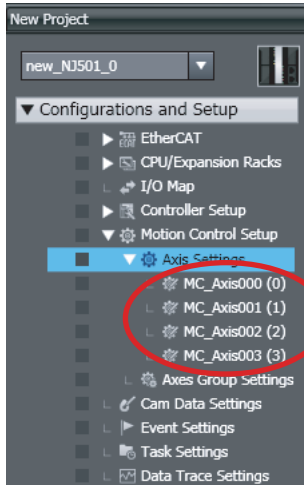 New Project
new_NJ501_0
Configurations and Setup
EtherCAT
CPU/Expansion Racks
I/O Map
Controller Setup
Motion Control Setup
Axis Settings
MC_Axis000 (0)
MC_Axis001 (1)
MC_Axis002 (2)
MC_Axis003 (3)
Axes Group Settings
Cam Data Settings
Event Settings
Task Settings
Data Trace Settings